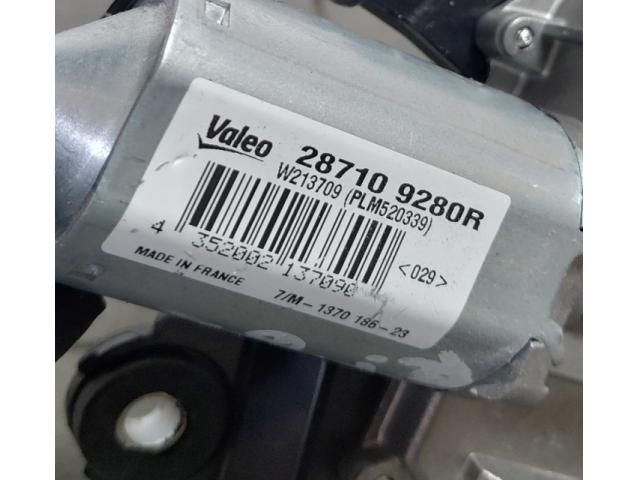 Valeo 28710 9280R
W213709 (PLM520339)
4 352002 137090
<029>
MADE IN FRANCE
7/M-1370 186-23